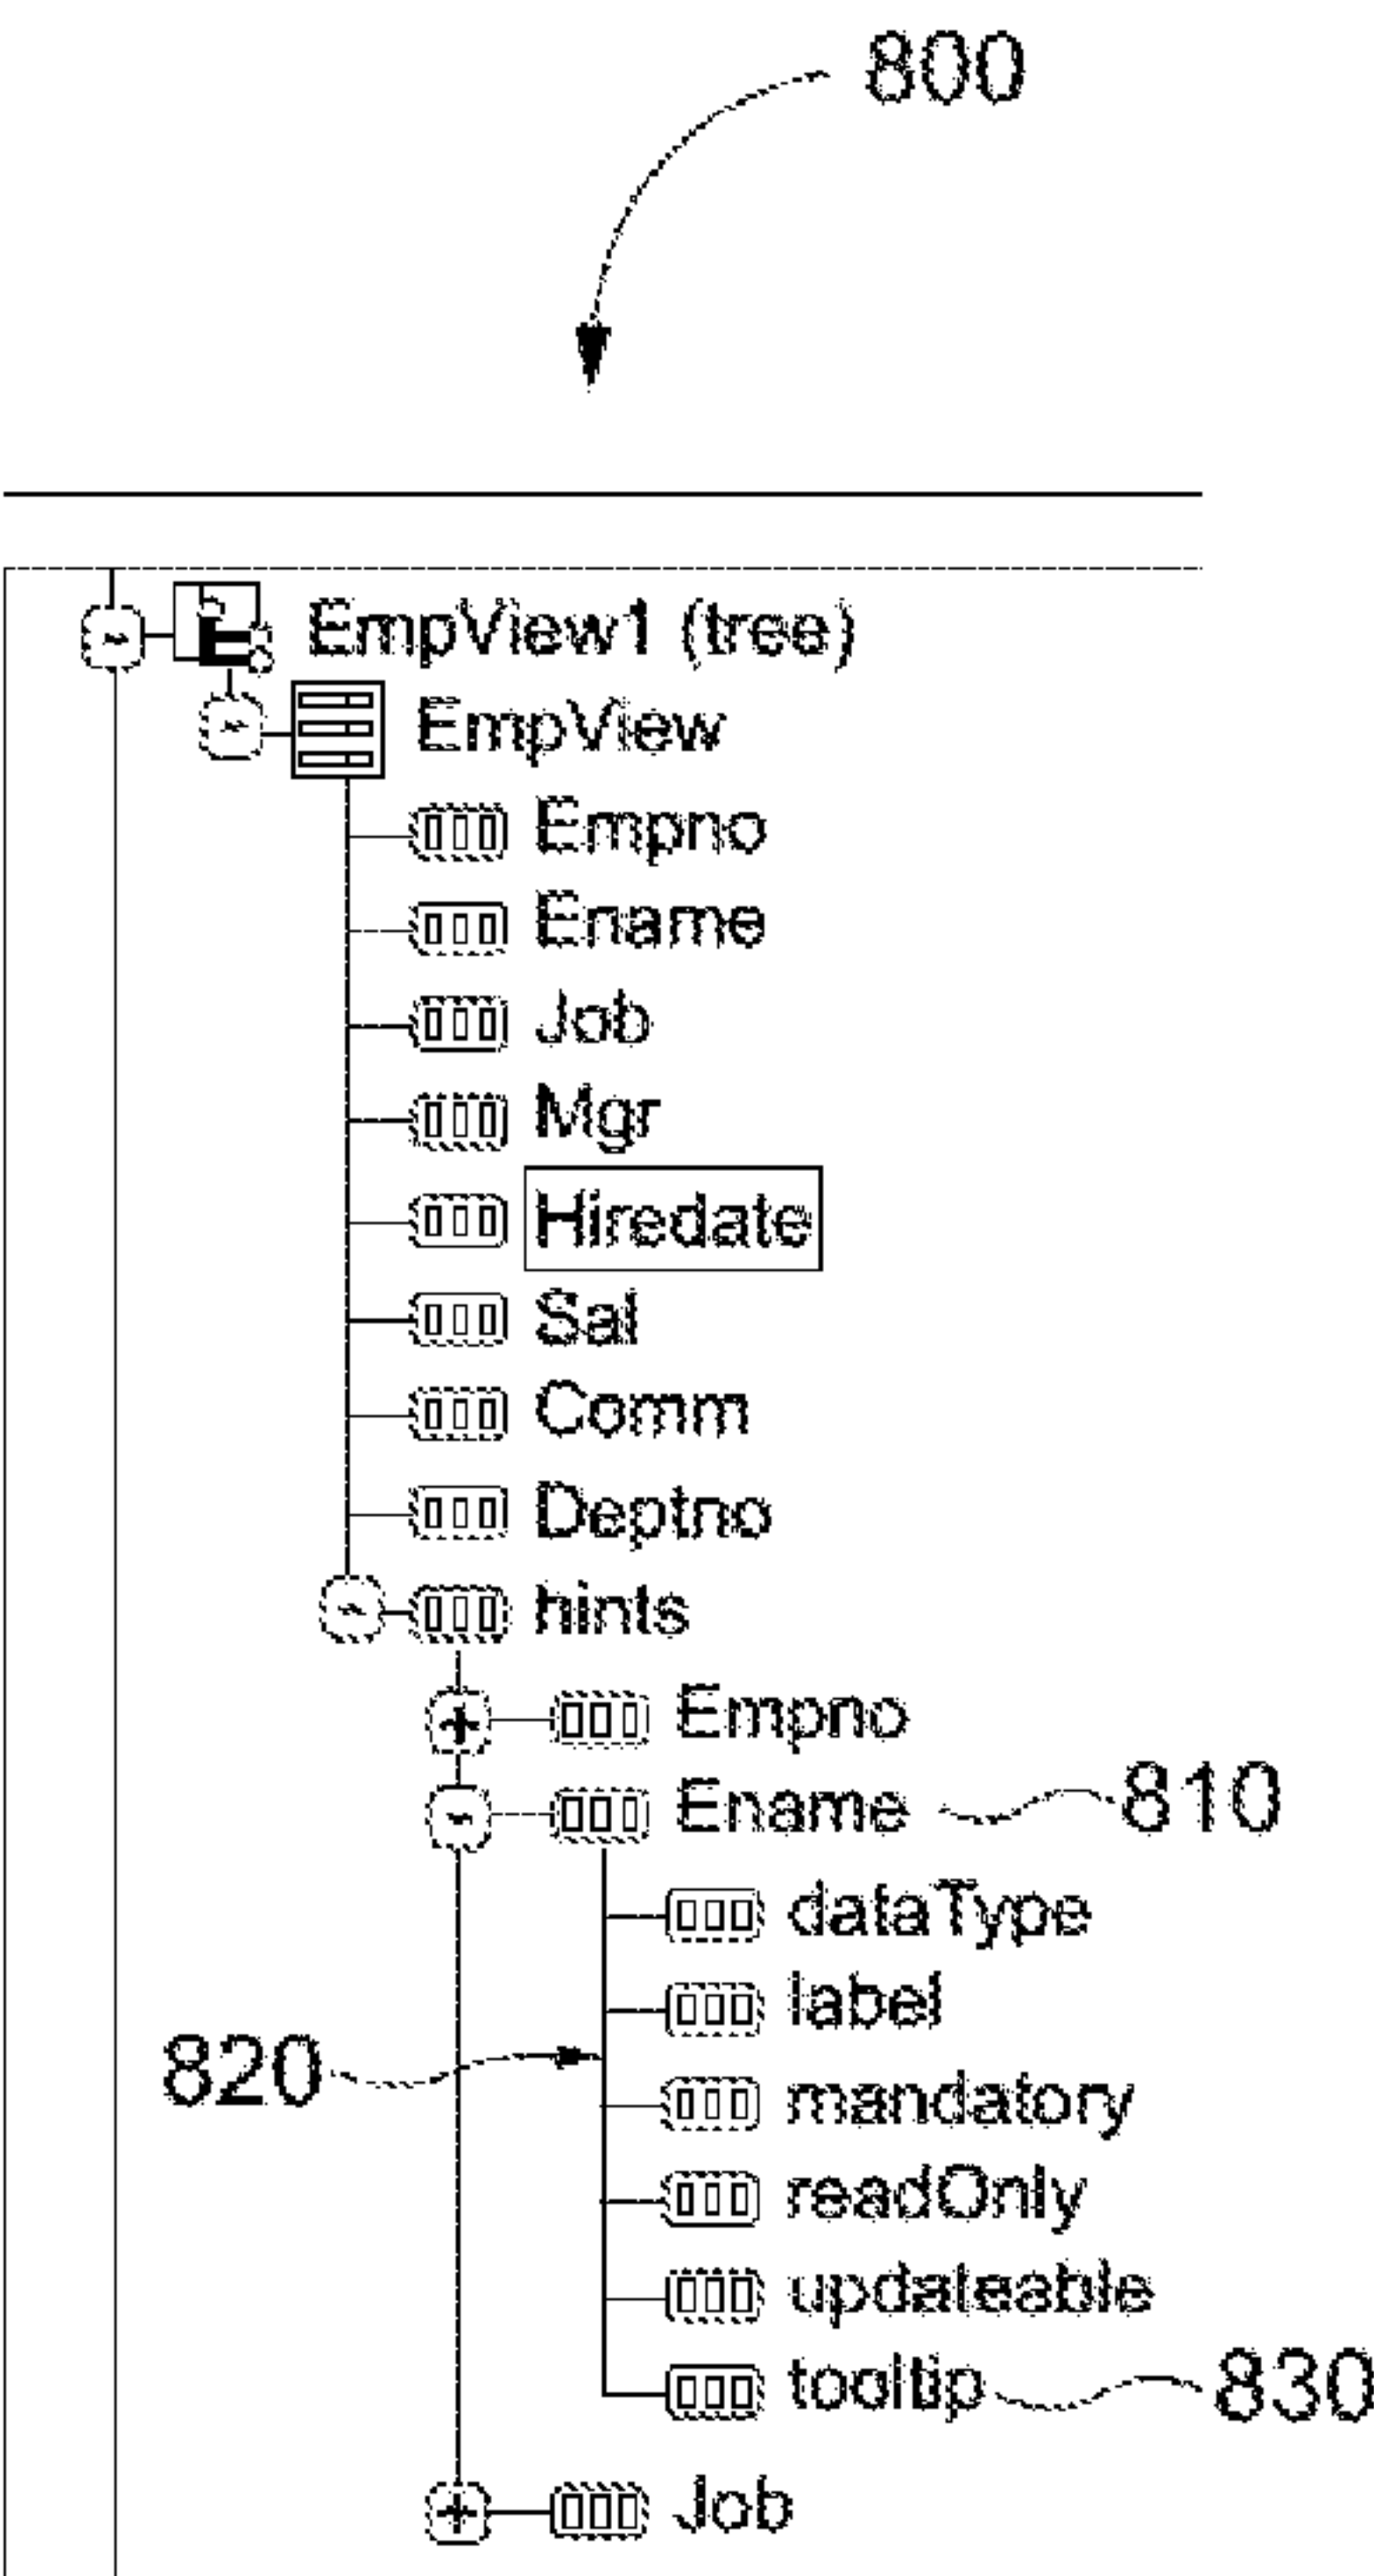 800
EmpView1 (tree)
EmpView
Empno
Ename
Job
Mgr
Hiredate
Sal
Comm
Deptno
hints
Empno
Ename 810
dataType
label
820
mandatory
readOnly
updateable
tooltip 830
Job